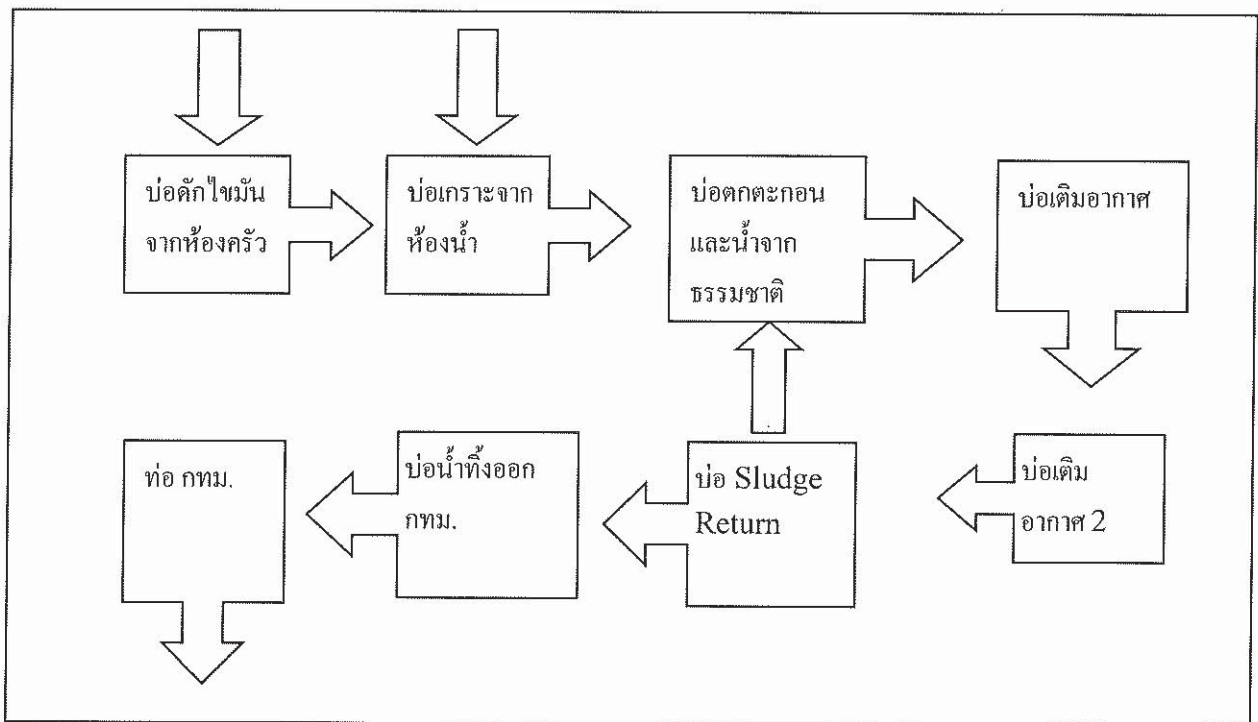 บ่อดักไขมัน
จากห้องครัว
บ่อเกราะจาก
ห้องน้ำ
บ่อตกตะกอน
และน้ำจาก
ธรรมชาติ
บ่อเติมอากาศ
บ่อเติม
อากาศ 2
บ่อ Sludge
Return
บ่อน้ำทิ้งออก
กทม.
ท่อ กทม.